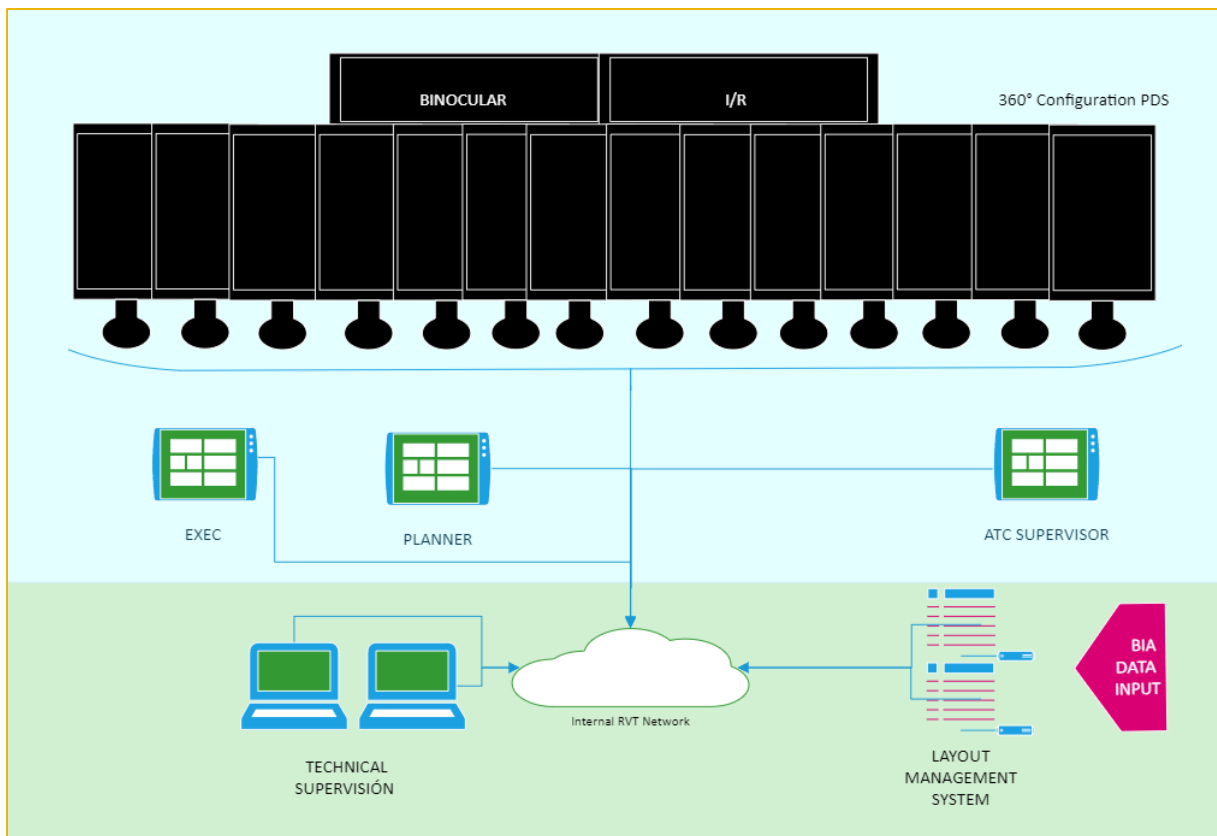 BINOCULAR
I/R
360° Configuration PDS
EXEC
PLANNER
ATC SUPERVISOR
BIA
DATA
INPUT
Internal RVT Network
TECHNICAL
SUPERVISIÓN
LAYOUT
MANAGEMENT
SYSTEM